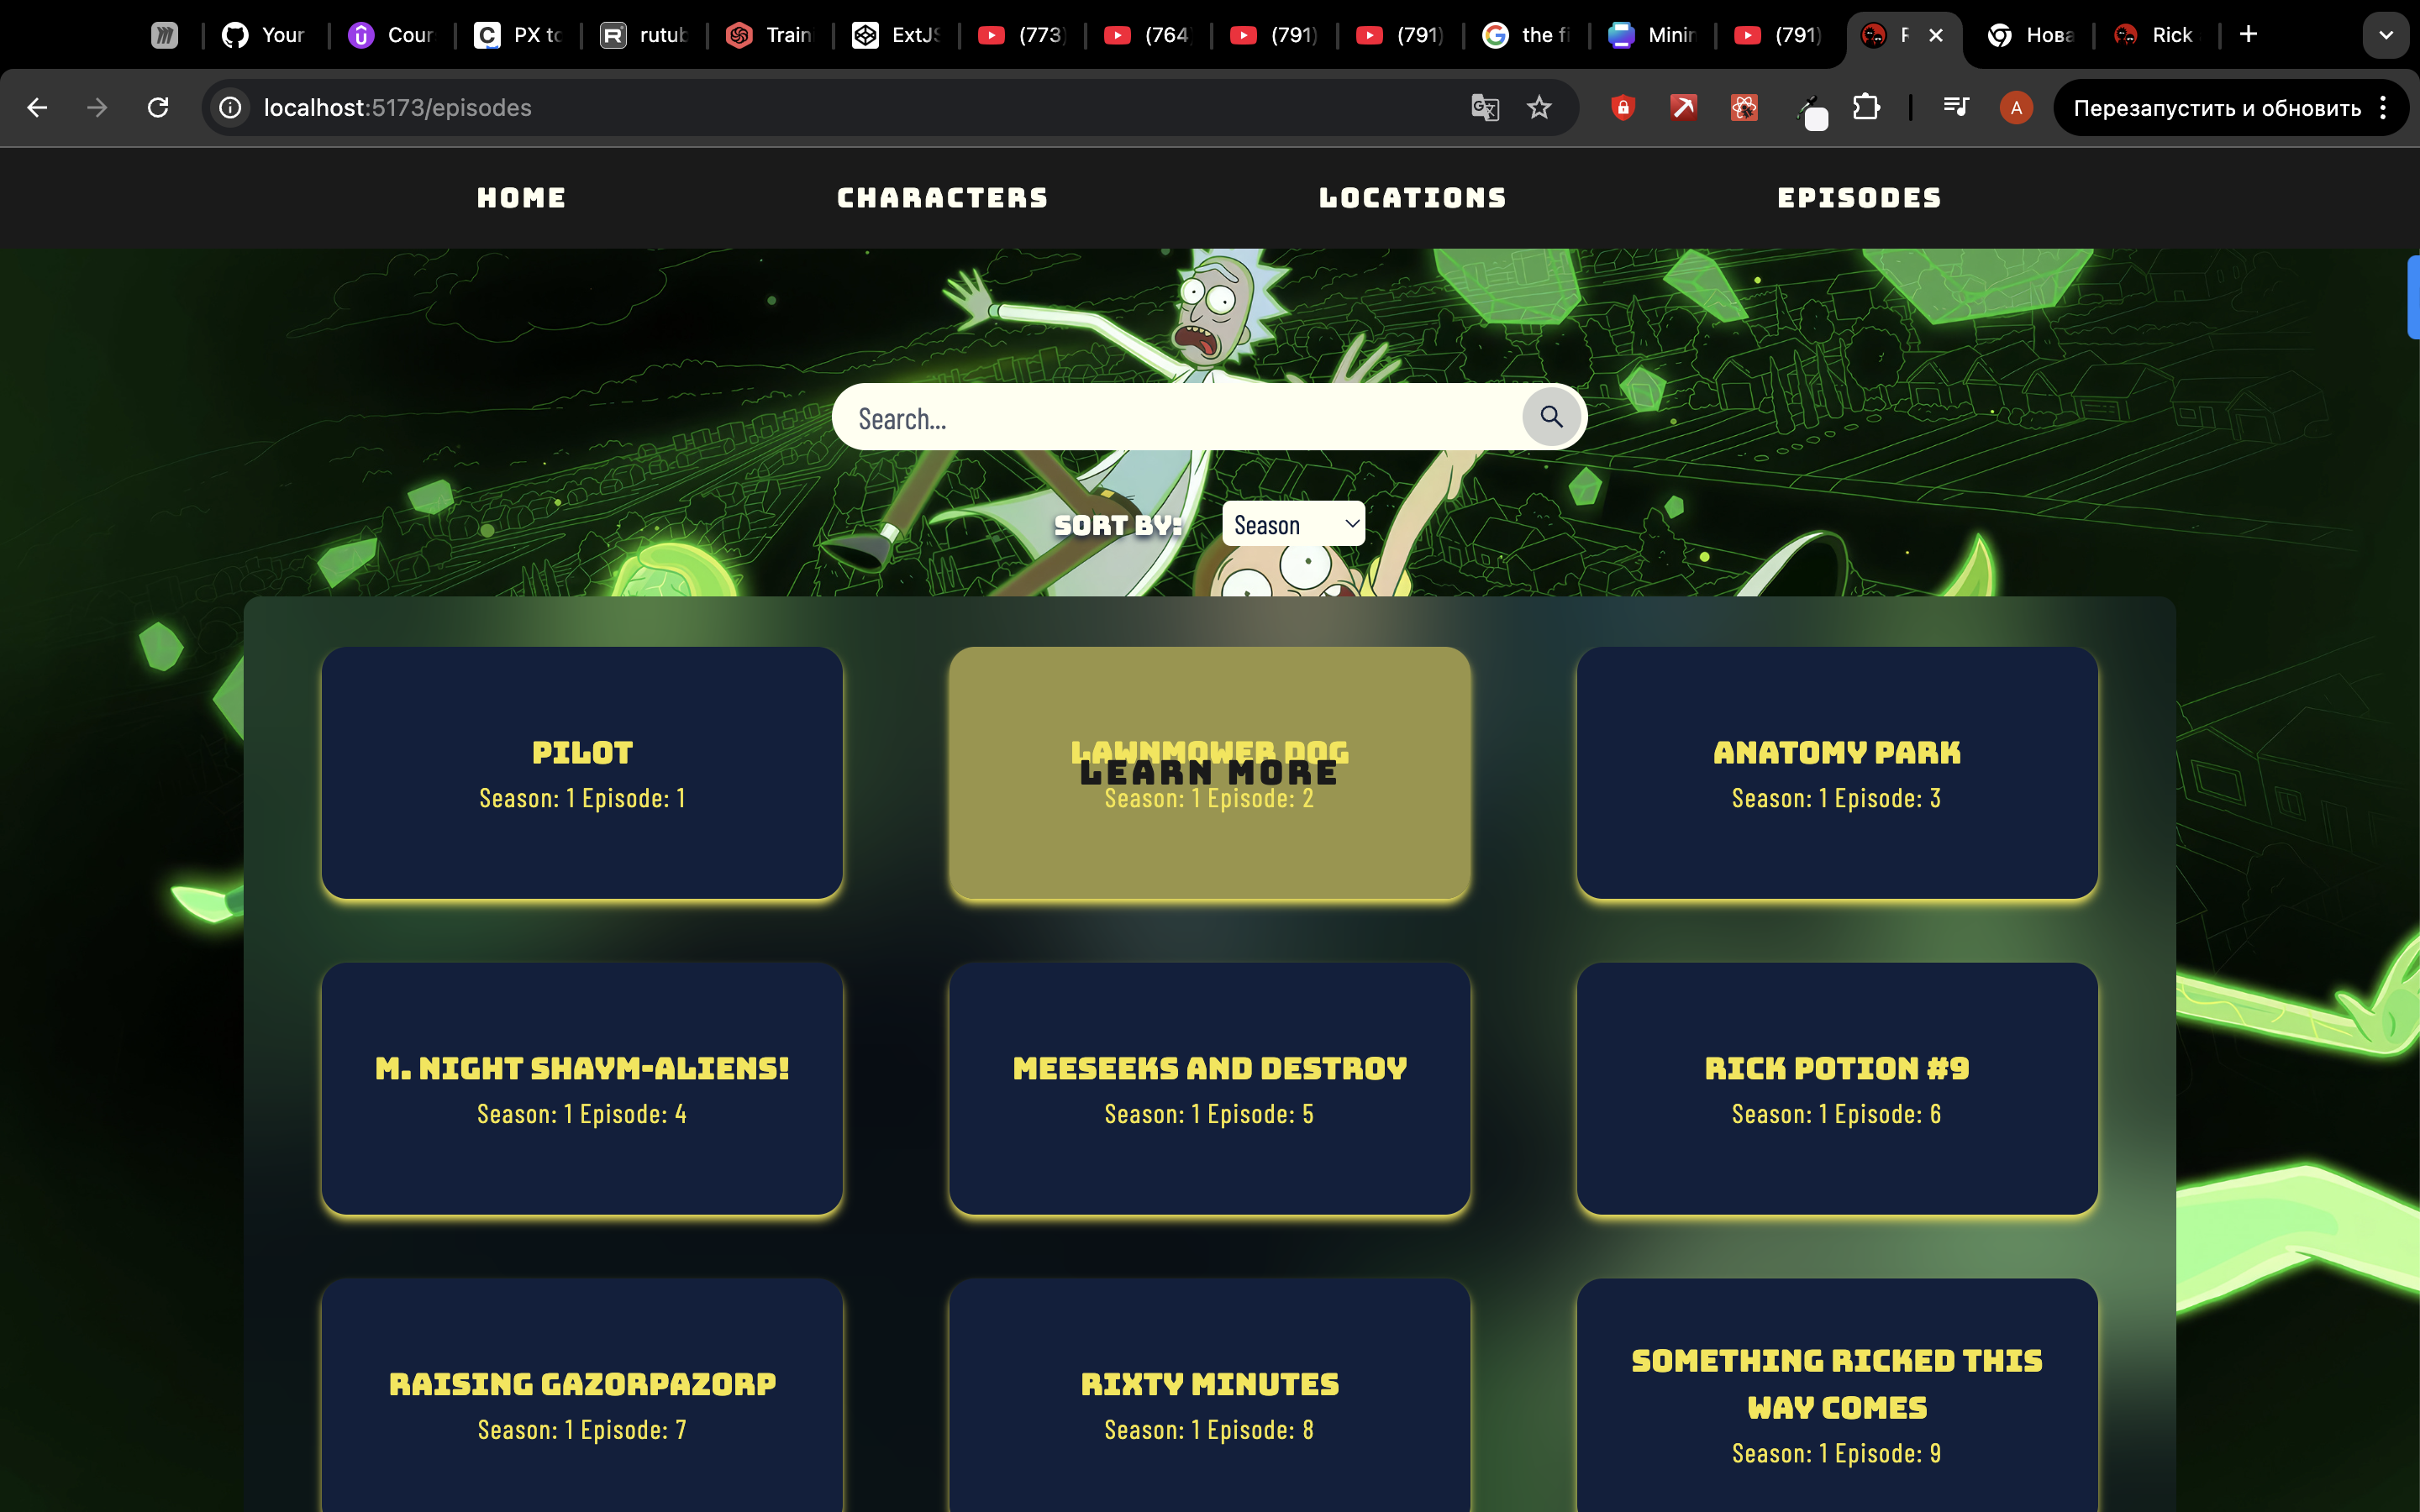 Your
Cour
PX to
rutub
Train
ExtJS
(773)
(764
(791)
(791)
the fi
Minin
(791)
Нова
Rick
localhost:5173/episodes
A
Перезапустить и обновить
HOME
CHARACTERS
LOCATIONS
EPISODES
Search...
SORT BY:
Season
PILOT
Season: 1 Episode: 1
LAWNMOWER DOG
LEARN MORE
Season: 1 Episode: 2
ANATOMY PARK
Season: 1 Episode: 3
M. NIGHT SHAYM-ALIENS!
Season: 1 Episode: 4
MEESEEKS AND DESTROY
Season: 1 Episode: 5
RICK POTION #9
Season: 1 Episode: 6
RAISING GAZORPAZORP
Season: 1 Episode: 7
RIXTY MINUTES
Season: 1 Episode: 8
SOMETHING RICKED THIS
WAY COMES
Season: 1 Episode: 9